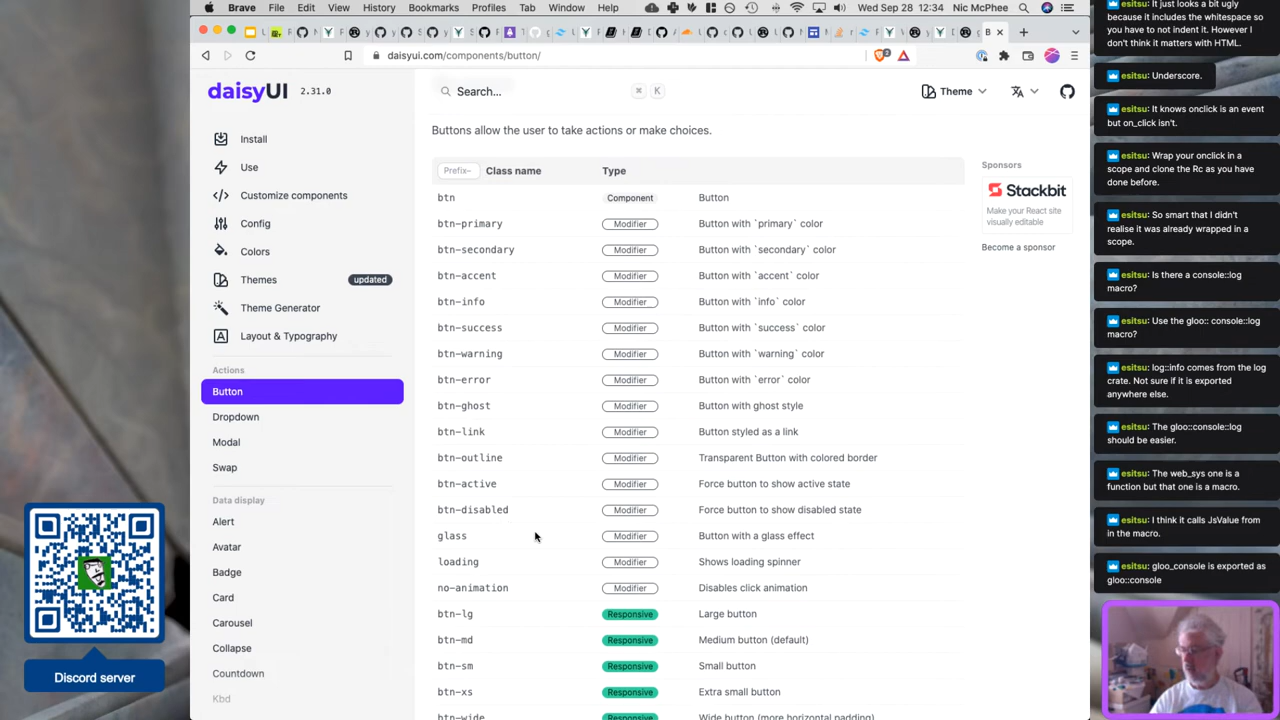 Brave File Edit View History Bookmarks Profiles Tab Window Help
Wed Sep 28 12:34 Nic McPhee
daisyui.com/components/button/
daisyUI 2.31.0
Search...
⌘ K
Theme
Install
Use
Customize components
Config
Colors
Themes updated
Theme Generator
Layout & Typography
Actions
Button
Dropdown
Modal
Swap
Data display
Alert
Avatar
Badge
Card
Carousel
Collapse
Countdown
Kbd
Buttons allow the user to take actions or make choices.
Prefix- Class name Type
btn Component Button
btn-primary Modifier Button with `primary` color
btn-secondary Modifier Button with `secondary` color
btn-accent Modifier Button with `accent` color
btn-info Modifier Button with `info` color
btn-success Modifier Button with `success` color
btn-warning Modifier Button with `warning` color
btn-error Modifier Button with `error` color
btn-ghost Modifier Button with ghost style
btn-link Modifier Button styled as a link
btn-outline Modifier Transparent Button with colored border
btn-active Modifier Force button to show active state
btn-disabled Modifier Force button to show disabled state
glass Modifier Button with a glass effect
loading Modifier Shows loading spinner
no-animation Modifier Disables click animation
btn-lg Responsive Large button
btn-md Responsive Medium button (default)
btn-sm Responsive Small button
btn-xs Responsive Extra small button
btn-wide Responsive Wide button (more horizontal padding)
Sponsors
Stackbit
Make your React site
visually editable
Become a sponsor
esitsu: It just looks a bit ugly
because it includes the whitespace so
you have to not indent it. However I
don't think it matters with HTML.
esitsu: Underscore.
esitsu: It knows onclick is an event
but on_click isn't.
esitsu: Wrap your onclick in a
scope and clone the Rc as you have
done before.
esitsu: So smart that I didn't
realise it was already wrapped in a
scope.
esitsu: Is there a console::log
macro?
esitsu: Use the gloo:: console::log
macro?
esitsu: log::info comes from the log
crate. Not sure if it is exported
anywhere else.
esitsu: The gloo::console::log
should be easier.
esitsu: The web_sys one is a
function but that one is a macro.
esitsu: I think it calls JsValue from
in the macro.
esitsu: gloo_console is exported as
gloo::console
Discord server